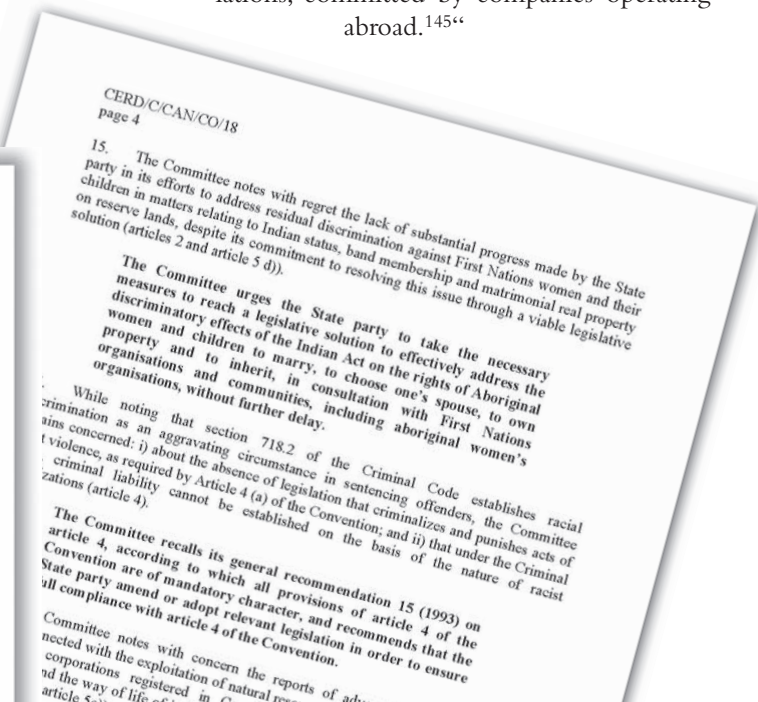 lations, committed by companies operating
abroad.145“
CERD/C/CAN/CO/18
page 4
15. The Committee notes with regret the lack of substantial progress made by the State
party in its efforts to address residual discrimination against First Nations women and their
children in matters relating to Indian status, band membership and matrimonial real property
on reserve lands, despite its commitment to resolving this issue through a viable legislative
solution (articles 2 and article 5 d)).
The Committee urges the State party to take the necessary
measures to reach a legislative solution to effectively address the
discriminatory effects of the Indian Act on the rights of Aboriginal
women and children to marry, to choose one's spouse, to own
property and to inherit, in consultation with First Nations
organisations and communities, including aboriginal women's
organisations, without further delay.
. While noting that section 718.2 of the Criminal Code establishes racial
crimination as an aggravating circumstance in sentencing offenders, the Committee
ains concerned: i) about the absence of legislation that criminalizes and punishes acts of
t violence, as required by Article 4 (a) of the Convention; and ii) that under the Criminal
criminal liability cannot be established on the basis of the nature of racist
zations (article 4).
The Committee recalls its general recommendation 15 (1993) on
article 4, according to which all provisions of article 4 of the
Convention are of mandatory character, and recommends that the
State party amend or adopt relevant legislation in order to ensure
ull compliance with article 4 of the Convention.
Committee notes with concern the reports of
nected with the exploitation of natural
corporations registered in
nd the way of life of
article